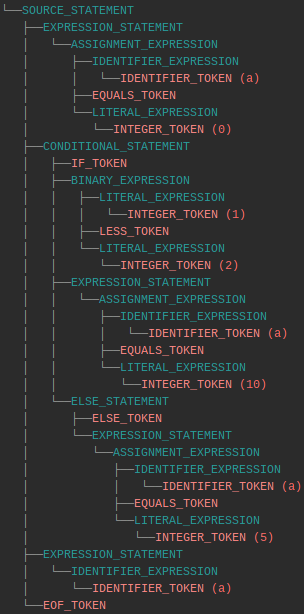 └──SOURCE_STATEMENT
    ├──EXPRESSION_STATEMENT
    │   └──ASSIGNMENT_EXPRESSION
    │       ├──IDENTIFIER_EXPRESSION
    │       │   └──IDENTIFIER_TOKEN (a)
    │       ├──EQUALS_TOKEN
    │       └──LITERAL_EXPRESSION
    │           └──INTEGER_TOKEN (0)
    ├──CONDITIONAL_STATEMENT
    │   ├──IF_TOKEN
    │   ├──BINARY_EXPRESSION
    │   │   ├──LITERAL_EXPRESSION
    │   │   │   └──INTEGER_TOKEN (1)
    │   │   ├──LESS_TOKEN
    │   │   └──LITERAL_EXPRESSION
    │   │       └──INTEGER_TOKEN (2)
    │   ├──EXPRESSION_STATEMENT
    │   │   └──ASSIGNMENT_EXPRESSION
    │   │       ├──IDENTIFIER_EXPRESSION
    │   │       │   └──IDENTIFIER_TOKEN (a)
    │   │       ├──EQUALS_TOKEN
    │   │       └──LITERAL_EXPRESSION
    │   │           └──INTEGER_TOKEN (10)
    │   └──ELSE_STATEMENT
    │       ├──ELSE_TOKEN
    │       └──EXPRESSION_STATEMENT
    │           └──ASSIGNMENT_EXPRESSION
    │               ├──IDENTIFIER_EXPRESSION
    │               │   └──IDENTIFIER_TOKEN (a)
    │               ├──EQUALS_TOKEN
    │               └──LITERAL_EXPRESSION
    │                   └──INTEGER_TOKEN (5)
    ├──EXPRESSION_STATEMENT
    │   └──IDENTIFIER_EXPRESSION
    │       └──IDENTIFIER_TOKEN (a)
    └──EOF_TOKEN